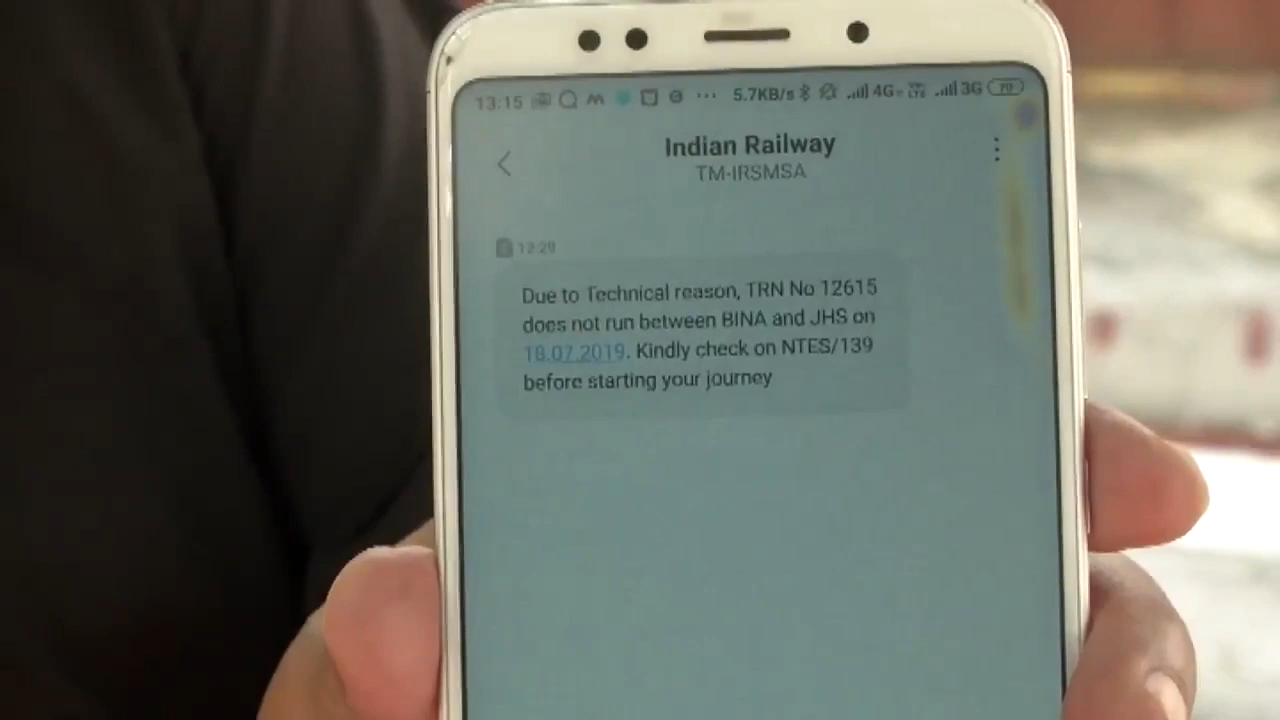 13:15 5.7KB/s 4G 3G 70
Indian Railway
TM-IRSMSA
12:29
Due to Technical reason, TRN No 12615
does not run between BINA and JHS on
18.07.2019. Kindly check on NTES/139
before starting your journey